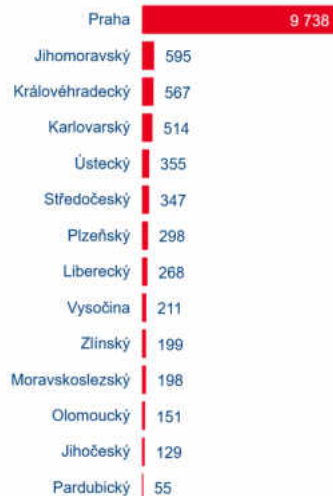 Praha 9 738
Jihomoravský 595
Královéhradecký 567
Karlovarský 514
Ústecký 355
Středočeský 347
Plzeňský 298
Liberecký 268
Vysočina 211
Zlínský 199
Moravskoslezský 198
Olomoucký 151
Jihočeský 129
Pardubický 55